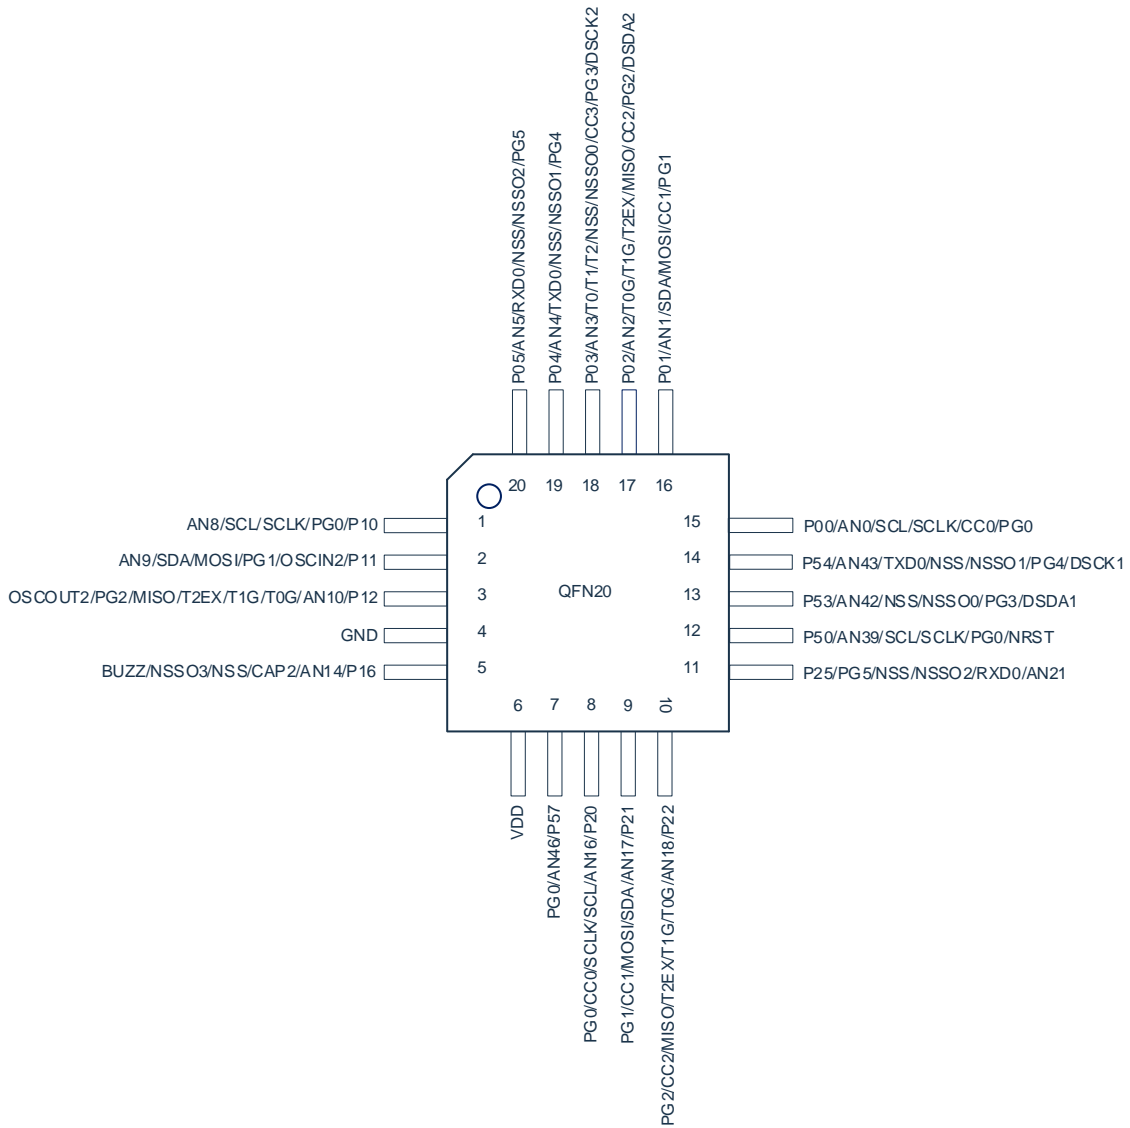 P05/AN5/RXD0/NSS/NSSO2/PG5
P04/AN4/TXD0/NSS/NSSO1/PG4
P03/AN3/T0/T1/T2/NSS/NSSO0/CC3/PG3/DSCK2
P02/AN2/T0G/T1G/T2EX/MISO/CC2/PG2/DSDA2
P01/AN1/SDA/MOSI/CC1/PG1
20 19 18 17 16
AN8/SCL/SCLK/PG0/P10 1
15 P00/AN0/SCL/SCLK/CC0/PG0
AN9/SDA/MOSI/PG1/OSCIN2/P11 2
14 P54/AN43/TXD0/NSS/NSSO1/PG4/DSCK1
OSCOUT2/PG2/MISO/T2EX/T1G/T0G/AN10/P12 3
QFN20
13 P53/AN42/NSS/NSSO0/PG3/DSDA1
GND 4
12 P50/AN39/SCL/SCLK/PG0/NRST
BUZZ/NSSO3/NSS/CAP2/AN14/P16 5
11 P25/PG5/NSS/NSSO2/RXD0/AN21
6 7 8 9 10
VDD
PG0/AN46/P57
PG0/CC0/SCLK/SCL/AN16/P20
PG1/CC1/MOSI/SDA/AN17/P21
PG2/CC2/MISO/T2EX/T1G/T0G/AN18/P22